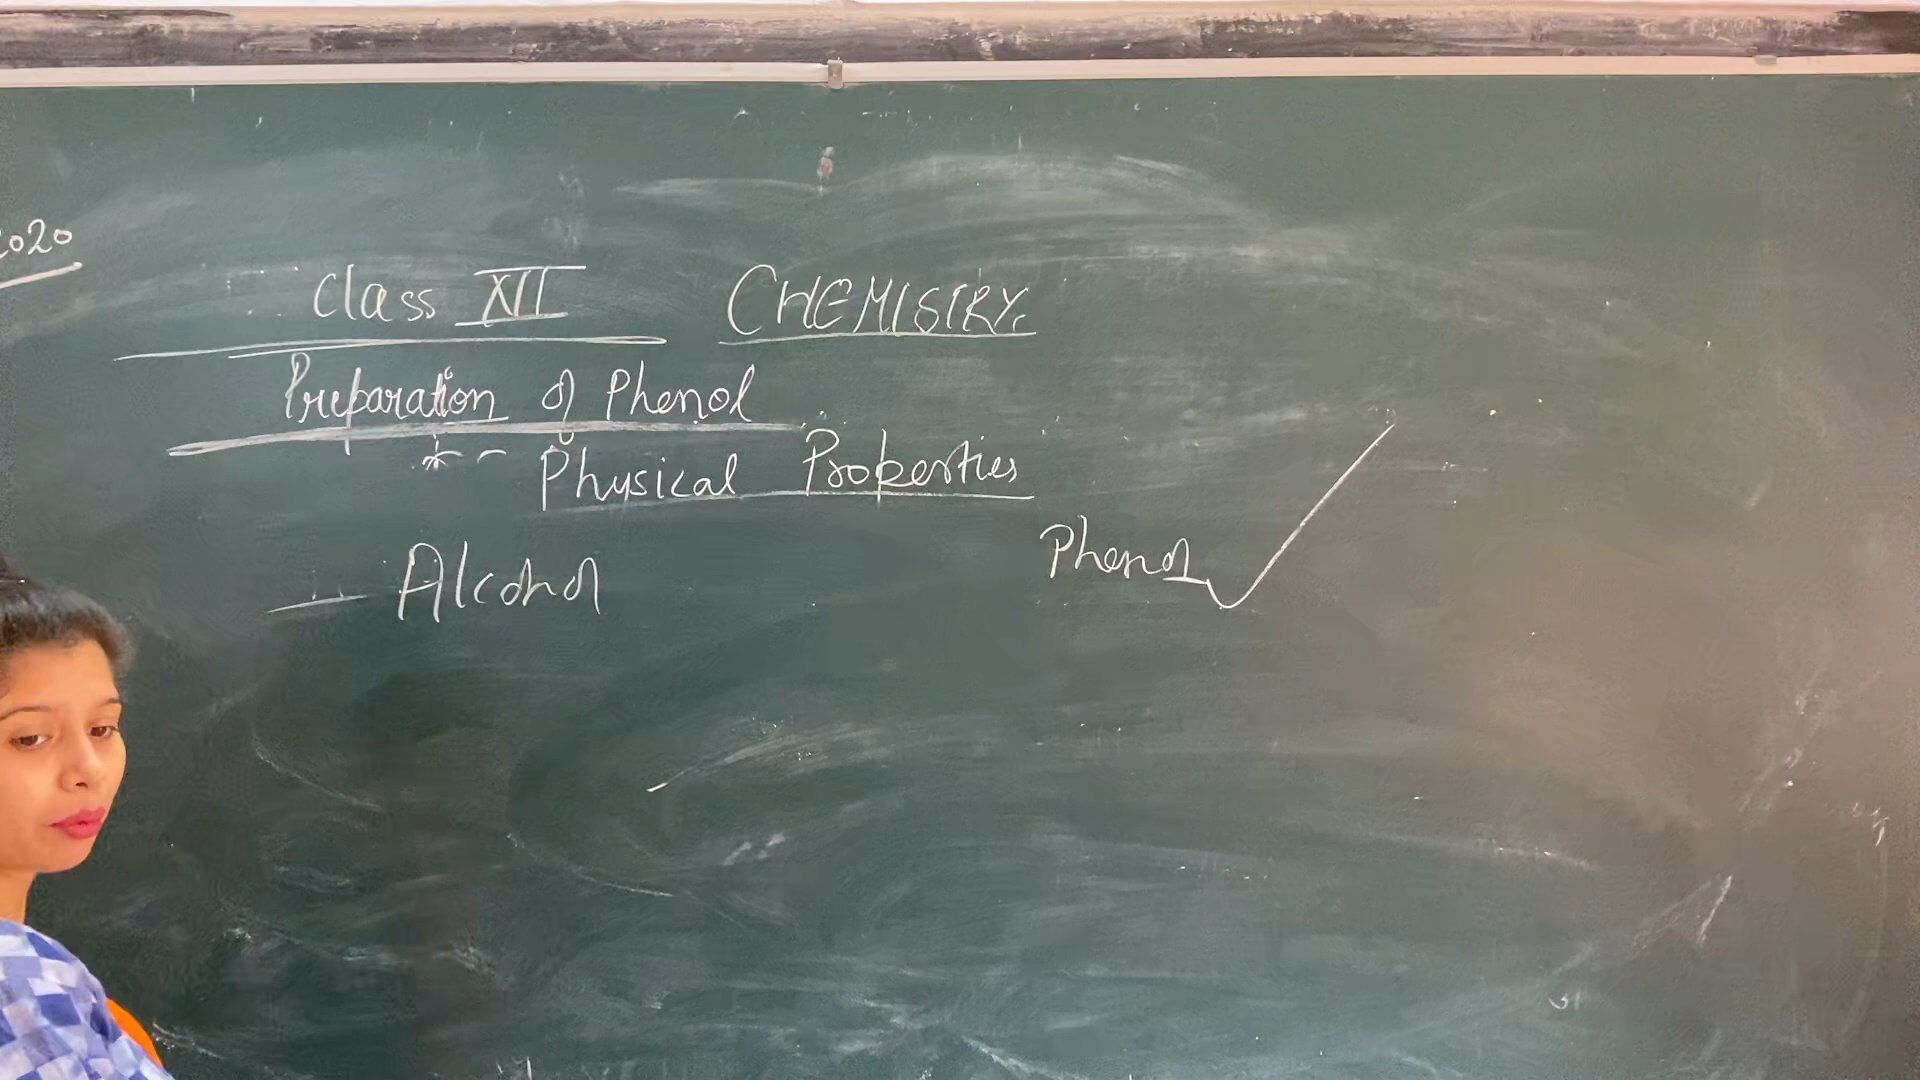 2020
Class XII CHEMISTRY
Preparation of Phenol
Physical Properties
Alcohol Phenol